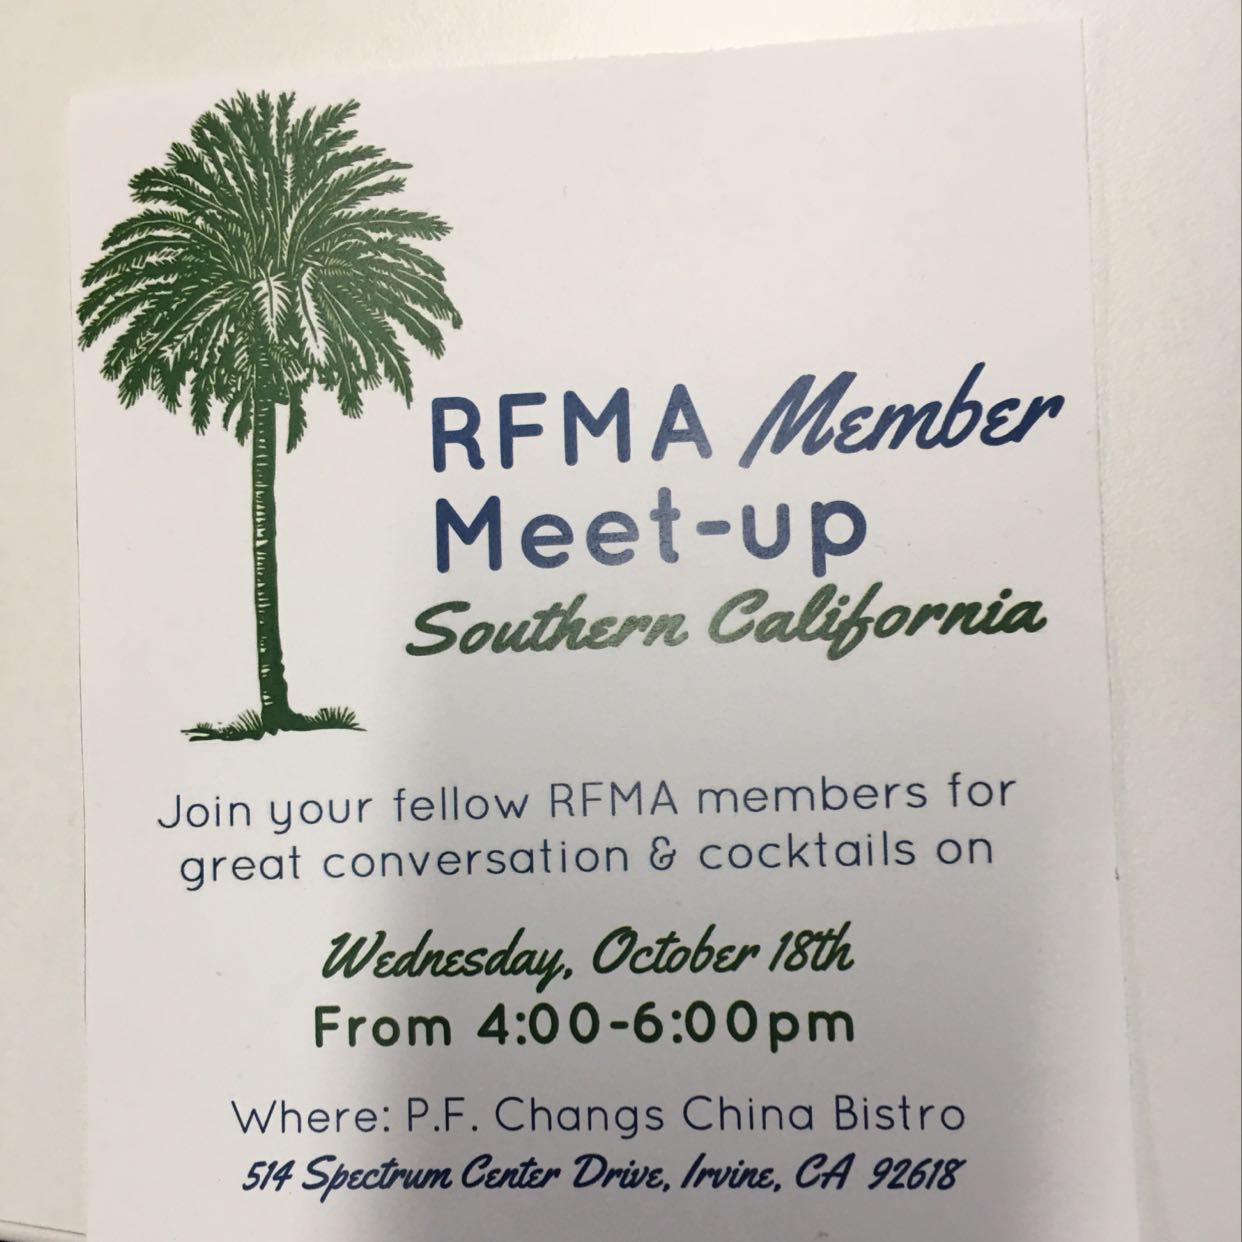 RFMA Member
Meet-up
Southern California
Join your fellow RFMA members for
great conversation & cocktails on
Wednesday, October 18th
From 4:00-6:00pm
Where: P.F. Changs China Bistro
514 Spectrum Center Drive, Irvine, CA 92618